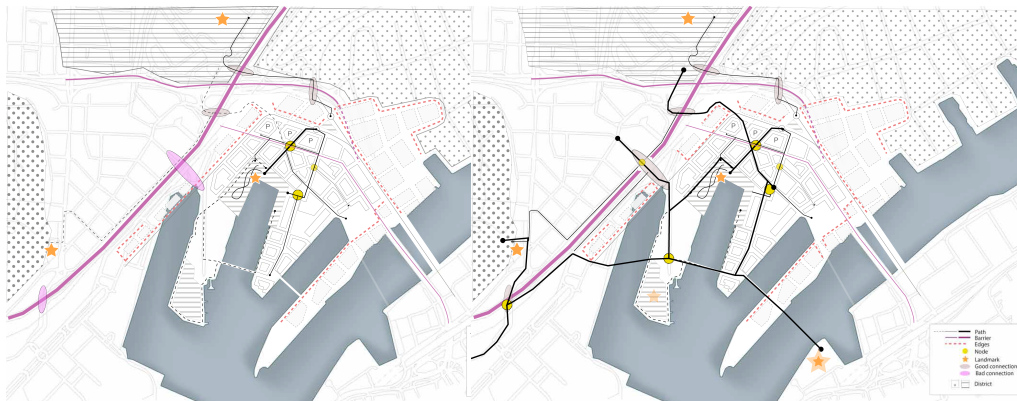 P
P
P
P
P
P
Path
Barrier
Edges
Node
Landmark
Good connection
Bad connection
District